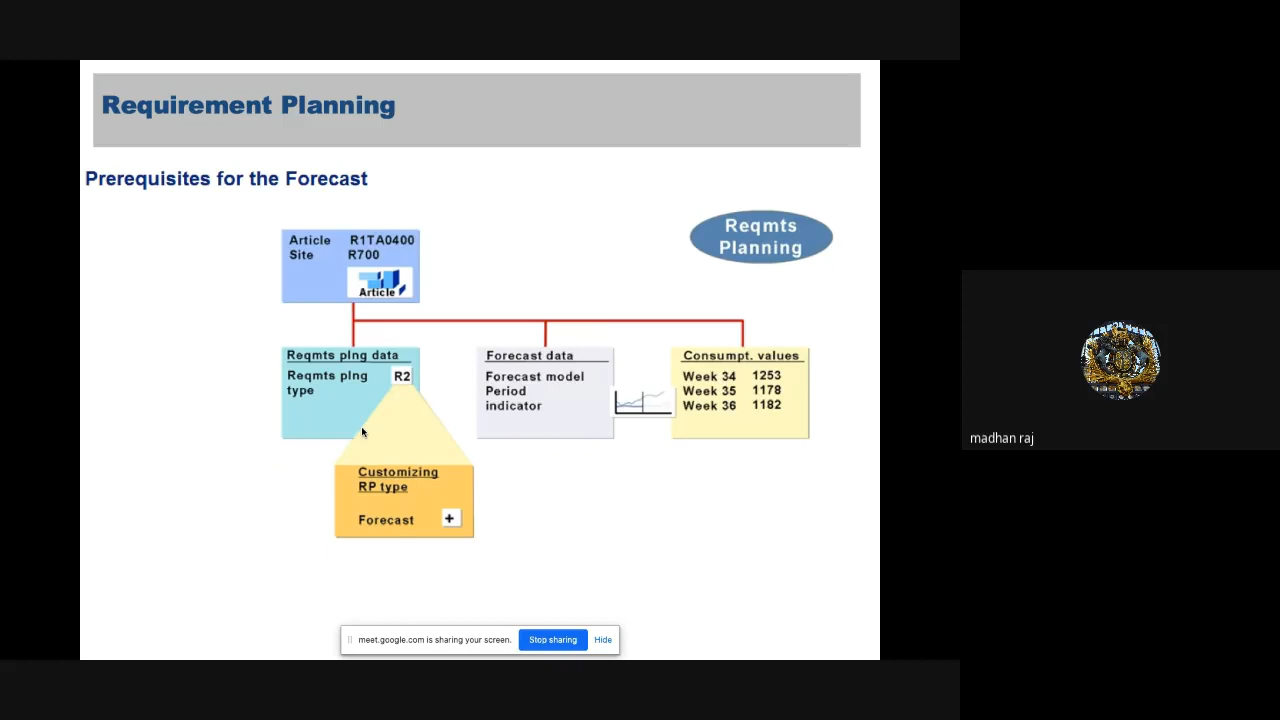 Requirement Planning
Prerequisites for the Forecast
Reqmts
Planning
Article R1TA0400
Site R700
Article
Reqmts plng data
Reqmts plng R2
type
Forecast data
Forecast model
Period
indicator
Consumpt. values
Week 34 1253
Week 35 1178
Week 36 1182
Customizing
RP type
Forecast +
madhan raj
meet.google.com is sharing your screen. Stop sharing Hide